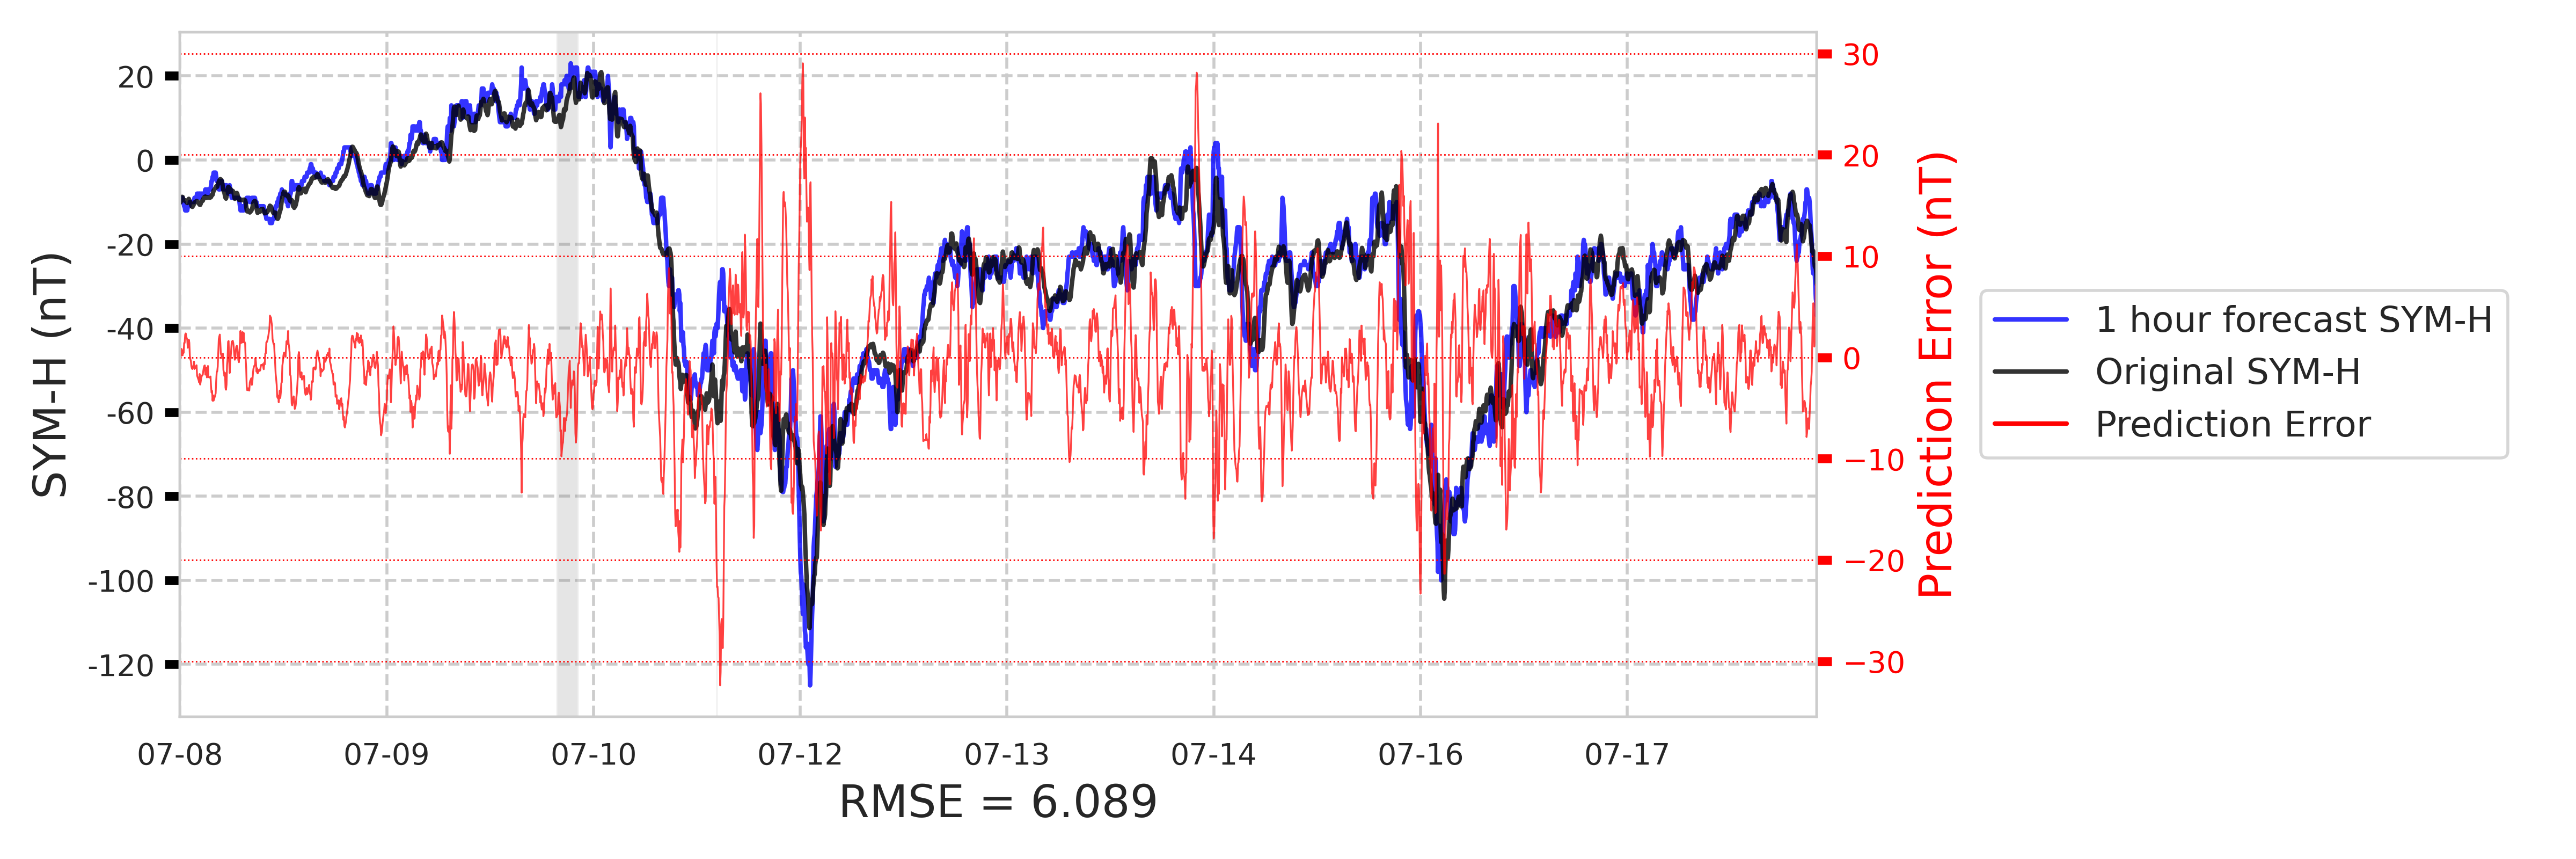 SYM-H (nT)
20
0
-20
-40
-60
-80
-100
-120
30
20
10
0
−10
−20
−30
Prediction Error (nT)
07-08 07-09 07-10 07-12 07-13 07-14 07-16 07-17
RMSE = 6.089
1 hour forecast SYM-H
Original SYM-H
Prediction Error